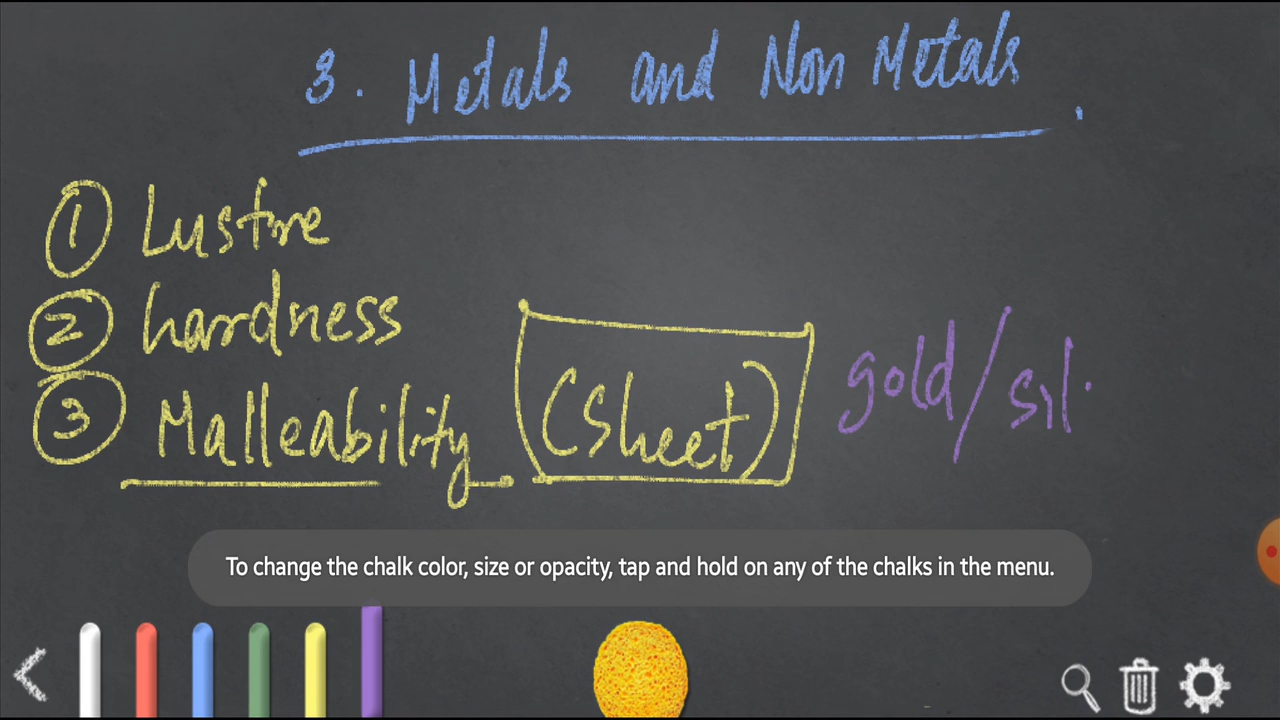 3. Metals and Non Metals.
1 Lustre
2 hardness
3 Malleability (Sheet) gold/sil.
To change the chalk color, size or opacity, tap and hold on any of the chalks in the menu.